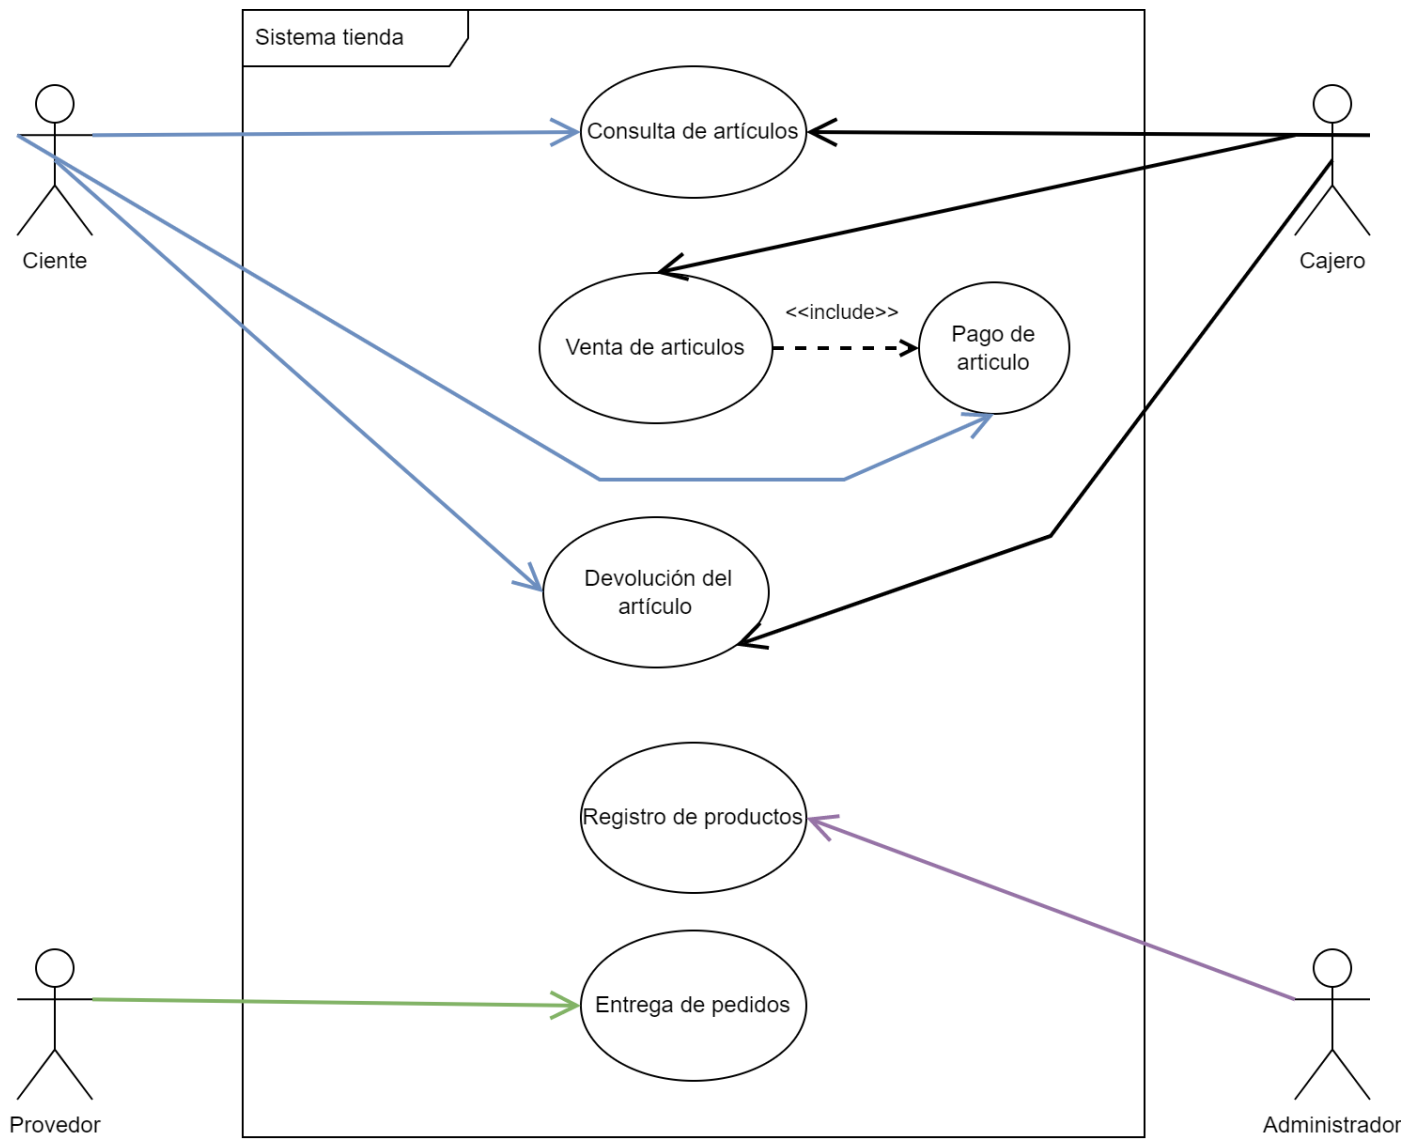 Sistema tienda
Consulta de artículos
Ciente
Cajero
<<include>>
Venta de articulos
Pago de
articulo
Devolución del
artículo
Registro de productos
Entrega de pedidos
Provedor
Administrador